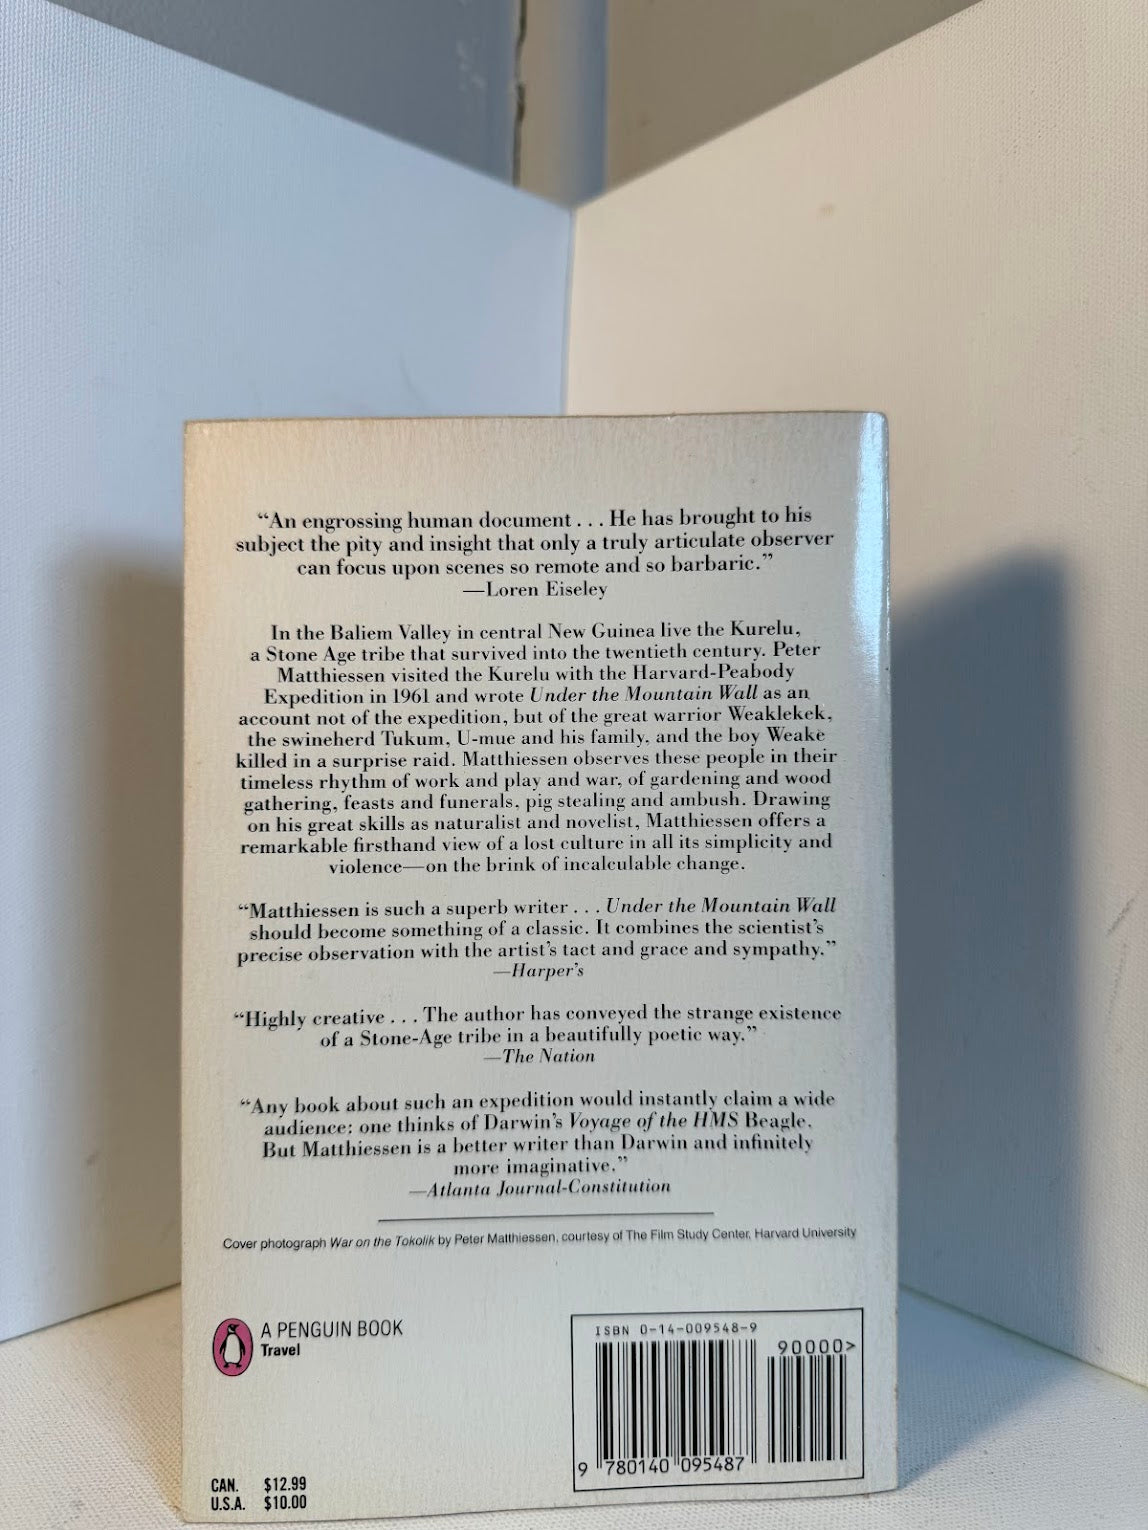 “An engrossing human document . . . He has brought to his
subject the pity and insight that only a truly articulate observer
can focus upon scenes so remote and so barbaric.”
—Loren Eiseley
In the Baliem Valley in central New Guinea live the Kurelu,
a Stone Age tribe that survived into the twentieth century. Peter
Matthiessen visited the Kurelu with the Harvard-Peabody
Expedition in 1961 and wrote Under the Mountain Wall as an
account not of the expedition, but of the great warrior Weaklekek,
the swineherd Tukum, U-mue and his family, and the boy Weake
killed in a surprise raid. Matthiessen observes these people in their
timeless rhythm of work and play and war, of gardening and wood
gathering, feasts and funerals, pig stealing and ambush. Drawing
on his great skills as naturalist and novelist, Matthiessen offers a
remarkable firsthand view of a lost culture in all its simplicity and
violence—on the brink of incalculable change.
“Matthiessen is such a superb writer . . . Under the Mountain Wall
should become something of a classic. It combines the scientist’s
precise observation with the artist’s tact and grace and sympathy.”
—Harper’s
“Highly creative . . . The author has conveyed the strange existence
of a Stone-Age tribe in a beautifully poetic way.”
—The Nation
“Any book about such an expedition would instantly claim a wide
audience: one thinks of Darwin’s Voyage of the HMS Beagle.
But Matthiessen is a better writer than Darwin and infinitely
more imaginative.”
—Atlanta Journal-Constitution
Cover photograph War on the Tokolik by Peter Matthiessen, courtesy of The Film Study Center, Harvard University
A PENGUIN BOOK
Travel
ISBN 0-14-009548-9
90000>
9 780140 095487
CAN. $12.99
U.S.A. $10.00